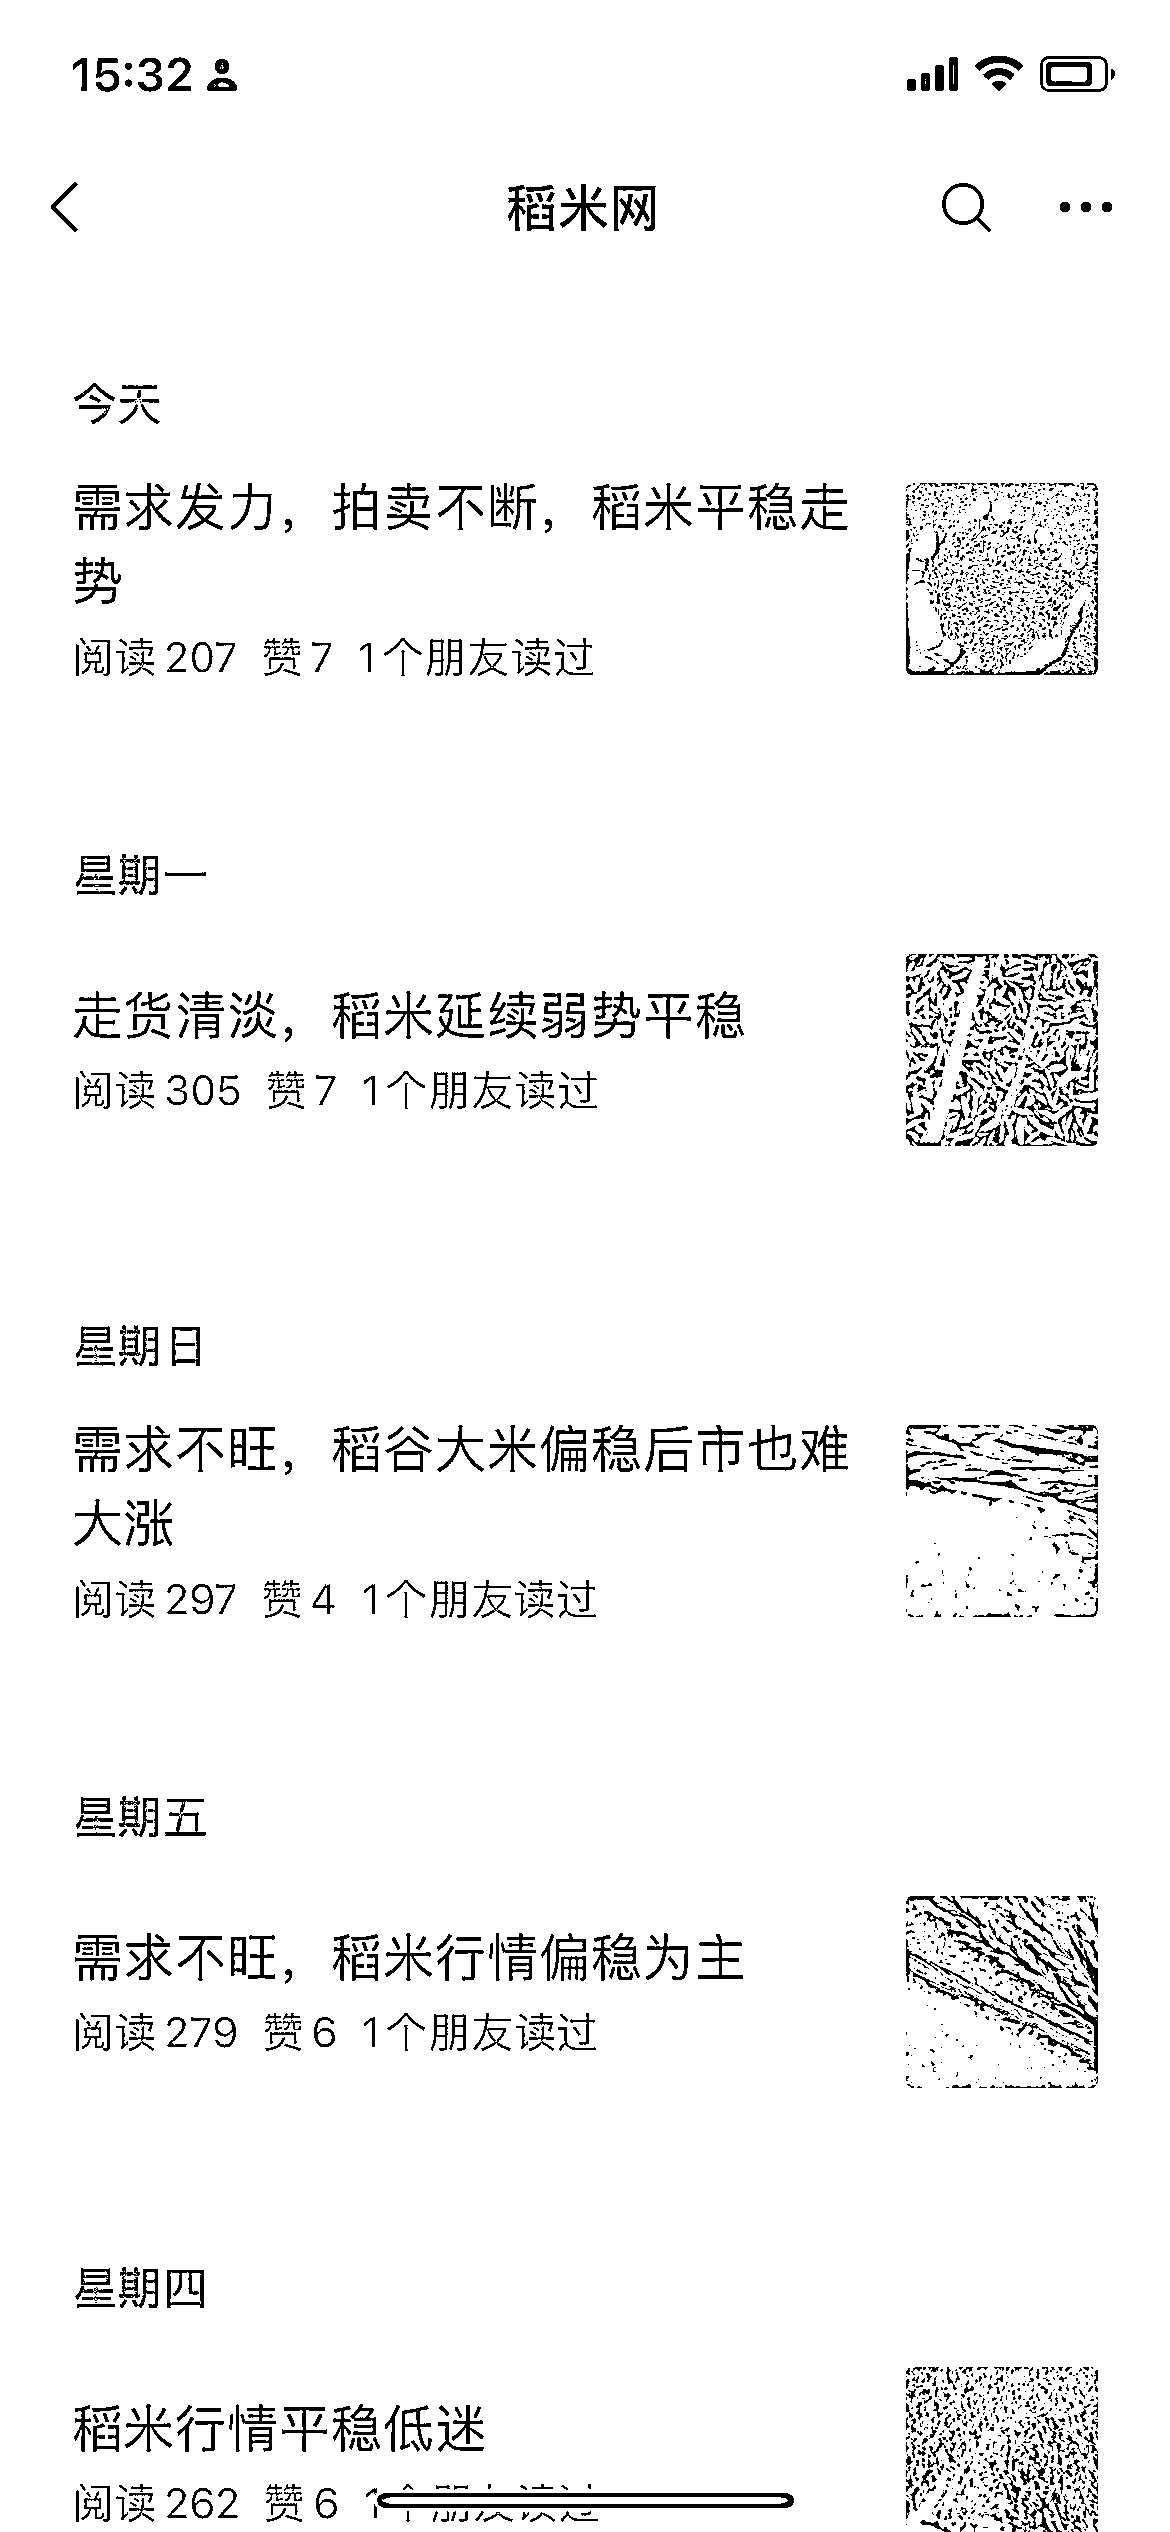 15:32
稻米网
今天
需求发力，拍卖不断，稻米平稳走
势
阅读 207 赞 7 1个朋友读过
星期一
走货清淡，稻米延续弱势平稳
阅读 305 赞 7 1个朋友读过
星期日
需求不旺，稻谷大米偏稳后市也难
大涨
阅读 297 赞 4 1个朋友读过
星期五
需求不旺，稻米行情偏稳为主
阅读 279 赞 6 1个朋友读过
星期四
稻米行情平稳低迷
阅读 262 赞 6 1个朋友读过